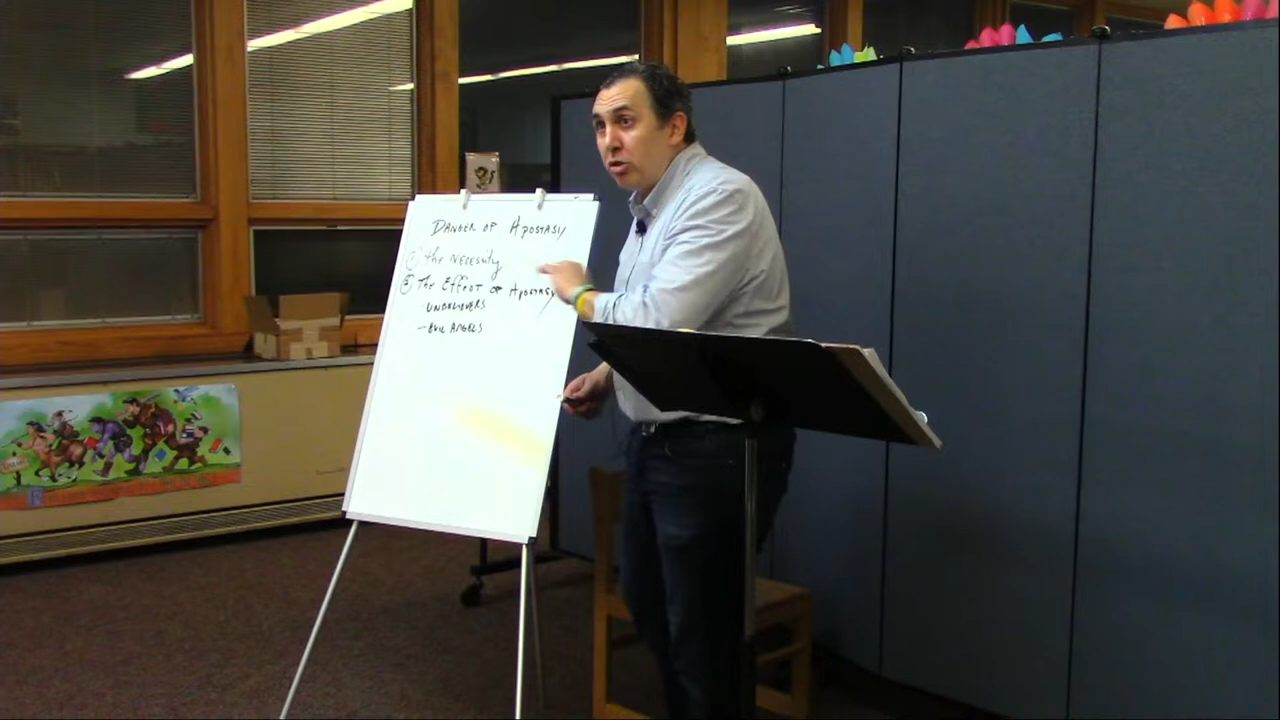 DANGER OF APOSTASY
① the NECESSITY
② The Effect of APOSTASY
- UNBELIEVERS
- EVIL ANGELS